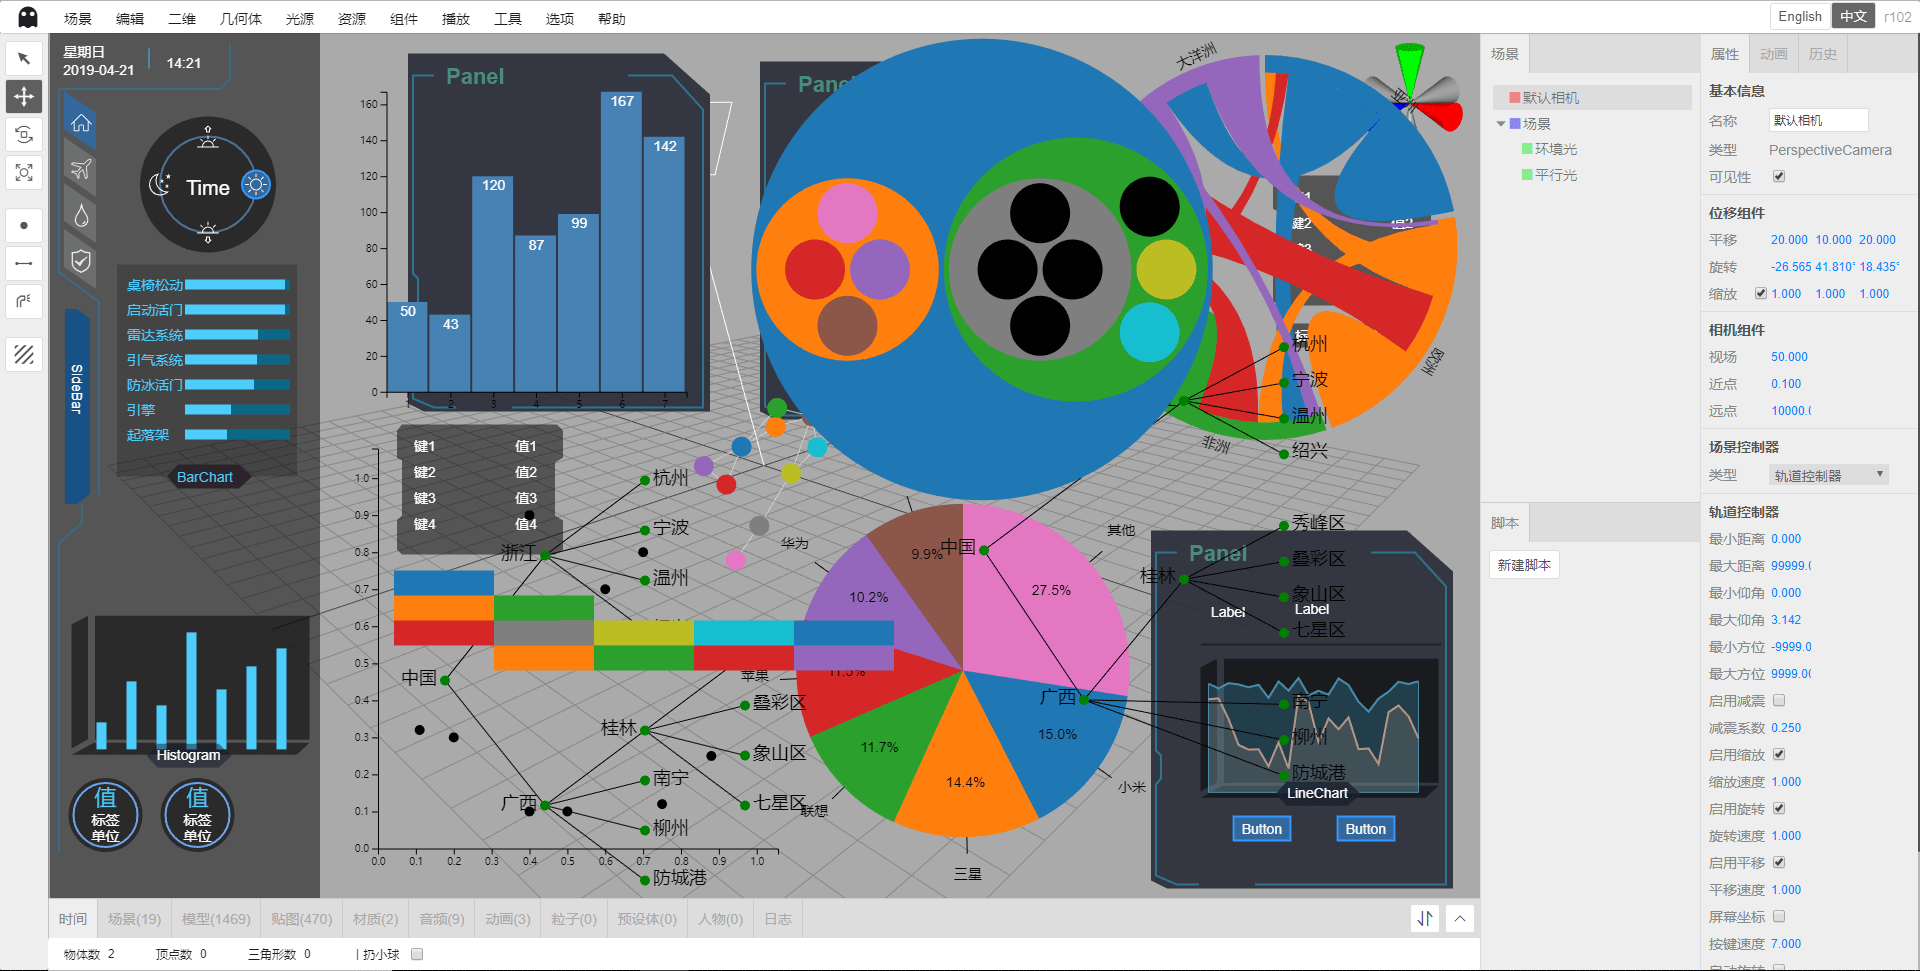 场景 编辑 二维 几何体 光源 资源 组件 播放 工具 选项 帮助
English 中文 r102
星期日
2019-04-21
14:21
Time
桌椅松动
启动活门
雷达系统
引气系统
防冰活门
引擎
起落架
BarChart
SideBar
Histogram
值
标签
单位
值
标签
单位
Panel
160
140
120
100
80
60
40
20
0
50
43
120
87
99
167
142
1 2 3 4 5 6 7
键1 值1
键2 值2
键3 值3
键4 值4
1.0
0.9
0.8
0.7
0.6
0.5
0.4
0.3
0.2
0.1
0.0
0.0 0.1 0.2 0.3 0.4 0.5 0.6 0.7 0.8 0.9 1.0
中国
浙江
杭州
宁波
温州
广西
桂林
叠彩区
象山区
七星区
南宁
柳州
防城港
大洋洲
欧洲
非洲
键2 值2
杭州
宁波
温州
绍兴
中国
桂林
秀峰区
叠彩区
象山区
七星区
广西
南宁
柳州
防城港
华为
其他
苹果
小米
联想
三星
9.9%
27.5%
10.2%
15.0%
11.7%
14.4%
Panel
Label
Label
LineChart
Button Button
场景
默认相机
场景
环境光
平行光
脚本
新建脚本
属性 动画 历史
基本信息
名称 默认相机
类型 PerspectiveCamera
可见性
位移组件
平移 20.000 10.000 20.000
旋转 -26.565 41.810° 18.435°
缩放 1.000 1.000 1.000
相机组件
视场 50.000
近点 0.100
远点 10000.(
场景控制器
类型 轨道控制器
轨道控制器
最小距离 0.000
最大距离 99999.(
最小仰角 0.000
最大仰角 3.142
最小方位 -9999.0
最大方位 9999.00
启用减震
减震系数 0.250
启用缩放
缩放速度 1.000
启用旋转
旋转速度 1.000
启用平移
平移速度 1.000
屏幕坐标
按键速度 7.000
时间 场景(19) 模型(1469) 贴图(470) 材质(2) 音频(9) 动画(3) 粒子(0) 预设体(0) 人物(0) 日志
物体数 2 顶点数 0 三角形数 0 | 扔小球